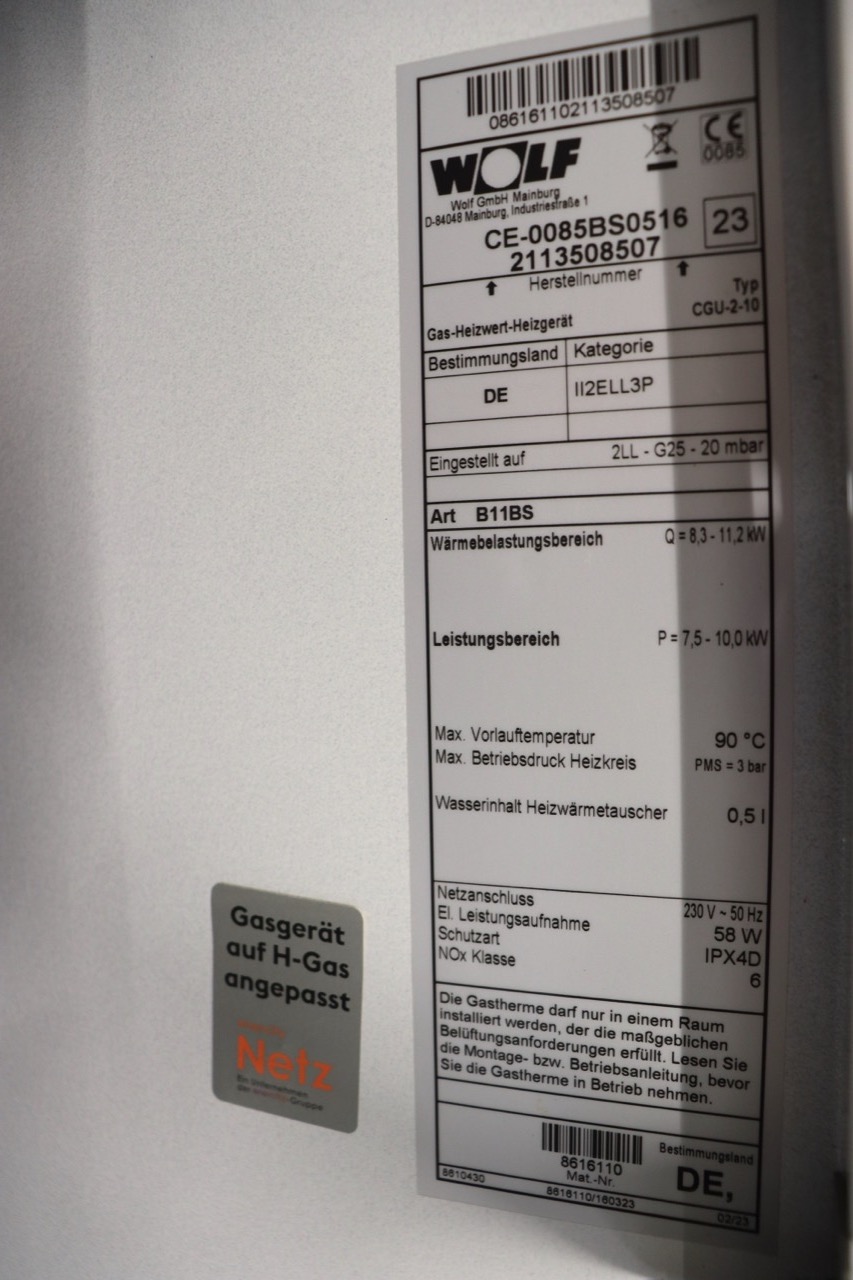 086161102113508507
WOLF
CE
0085
Wolf GmbH Mainburg
D-84048 Mainburg, Industriestraße 1
CE-0085BS0516
23
2113508507
Herstellnummer
Typ
Gas-Heizwert-Heizgerät
CGU-2-10
Bestimmungsland Kategorie
DE II2ELL3P
Eingestellt auf 2LL - G25 - 20 mbar
Art B11BS
Wärmebelastungsbereich Q = 8,3 - 11,2 kW
Leistungsbereich P = 7,5 - 10,0 kW
Max. Vorlauftemperatur 90 °C
Max. Betriebsdruck Heizkreis PMS = 3 bar
Wasserinhalt Heizwärmetauscher 0,5 l
Netzanschluss 230 V ~ 50 Hz
El. Leistungsaufnahme 58 W
Schutzart IPX4D
NOx Klasse 6
Die Gastherme darf nur in einem Raum
installiert werden, der die maßgeblichen
Belüftungsanforderungen erfüllt. Lesen Sie
die Montage- bzw. Betriebsanleitung, bevor
Sie die Gastherme in Betrieb nehmen.
8616110
Mat.-Nr.
Bestimmungsland
DE,
8610430
8616110/160323
02/23
Gasgerät
auf H-Gas
angepasst
Netz
Ein Unternehmen
der enercity-Gruppe